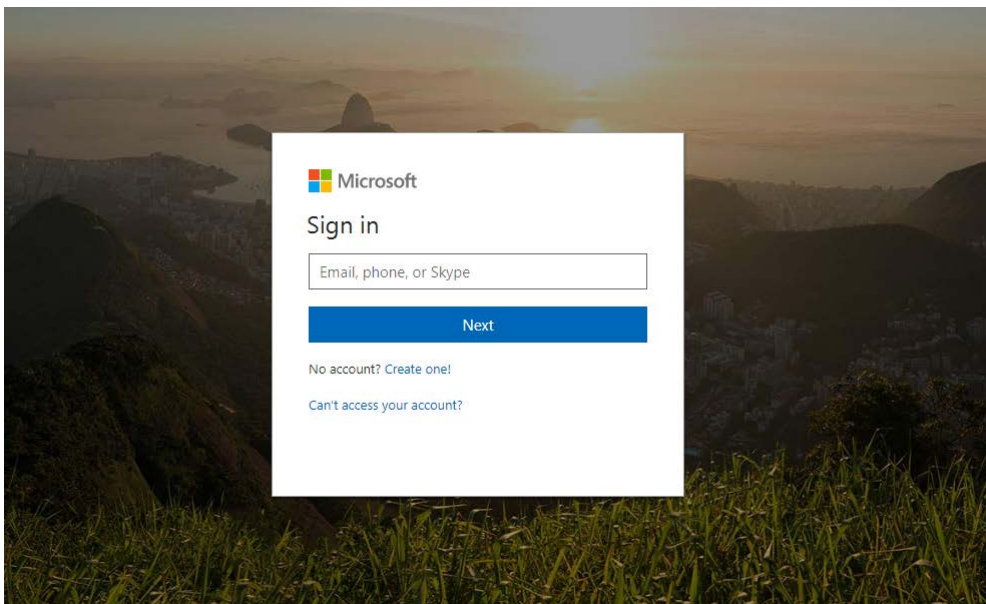 Microsoft
Sign in
Email, phone, or Skype
Next
No account? Create one!
Can't access your account?